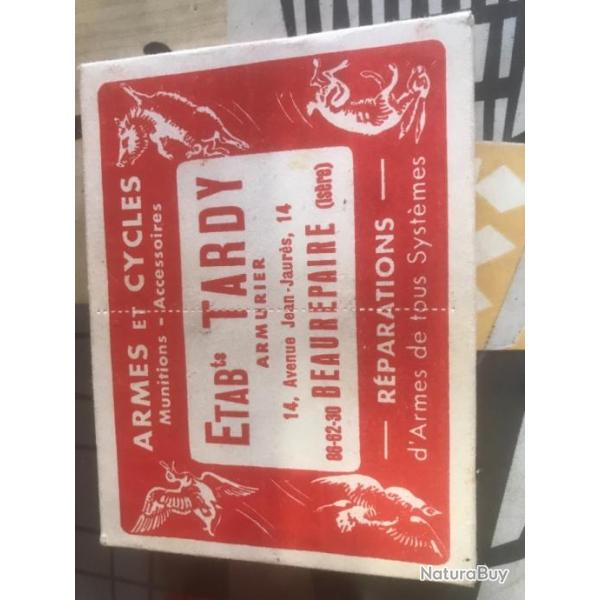 ARMES ET CYCLES
Munitions - Accessoires
ETABts TARDY
ARMURIER
14, Avenue Jean-Jaurès, 14
86-62-30 BEAUREPAIRE (Isère)
— RÉPARATIONS —
d'Armes de tous Systèmes
NaturaBuy